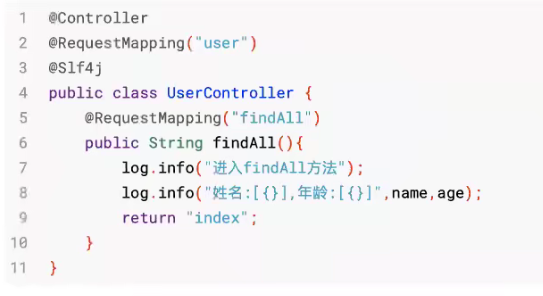 1 @Controller
2 @RequestMapping("user")
3 @Slf4j
4 public class UserController {
5 @RequestMapping("findAll")
6 public String findAll(){
7 log.info("进入findAll方法");
8 log.info("姓名:[{}],年龄:[{}]",name,age);
9 return "index";
10 }
11 }